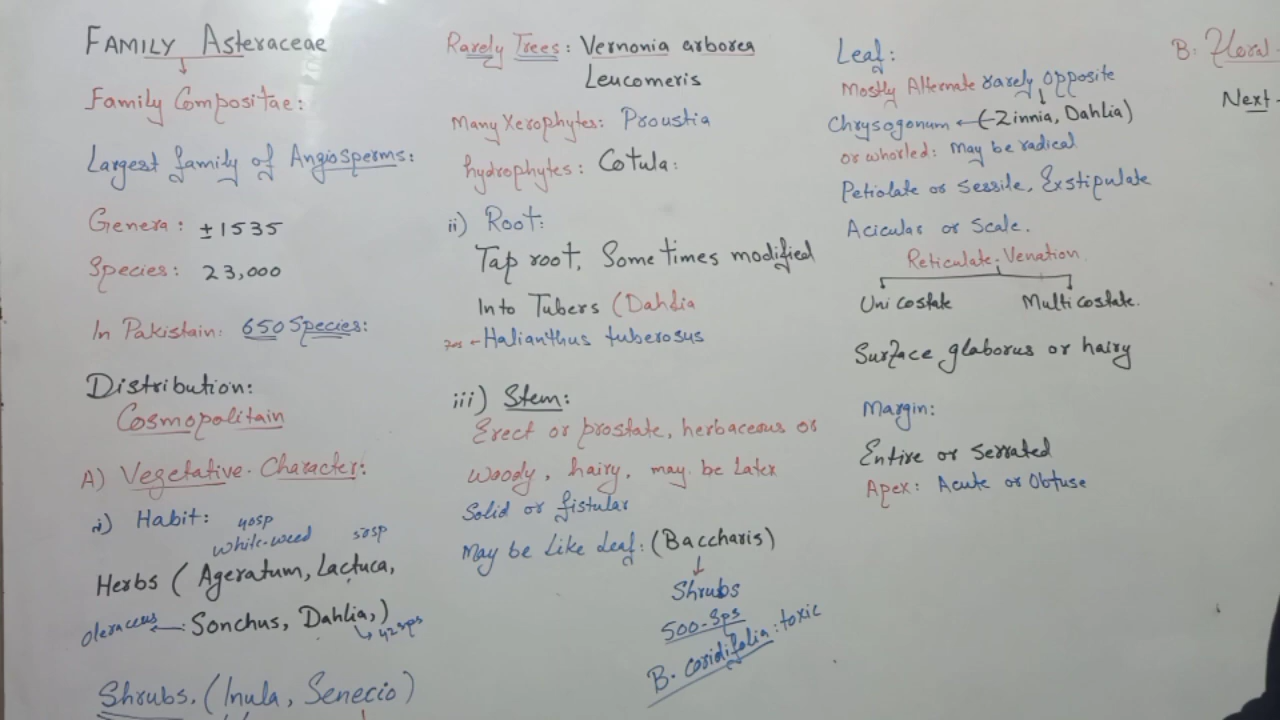 FAMILY Asteraceae
Family Compositae:
Largest family of Angiosperms:
Genera: ±1535
Species: 23,000
In Pakistain: 650 Species:
Distribution:
Cosmopolitain
A) Vegetative Character:
i) Habit: 40sp
while-weed 50sp
Herbs (Ageratum, Lactuca,
Oleraceus ← Sonchus, Dahlia,)
↳ 42sps
Shrubs. (Inula, Senecio)
Rarely Trees: Vernonia arborea
Leucomeris
Many Xerophytes: Proustia
hydrophytes: Cotula:
ii) Root:
Tap root, Some times modified
Into Tubers (Dahlia
Halianthus tuberosus
iii) Stem:
Erect or prostate, herbaceous or
Woody, hairy, may be Latex
Solid or fistular
May be Like Leaf: (Baccharis)
↓
Shrubs
500-Sps
B. coridifolia: toxic
Leaf:
Mostly Alternate rarely opposite
Chrysogonum ← (-Zinnia, Dahlia)
or whorled: May be radical
Petiolate or Sessile, Exstipulate
Acicular or Scale.
Reticulate-Venation
Unicostate Multicostate.
Surface glaborus or hairy
Margin:
Entire or Serrated
Apex: Acute or Obtuse
B: Floral
Next-